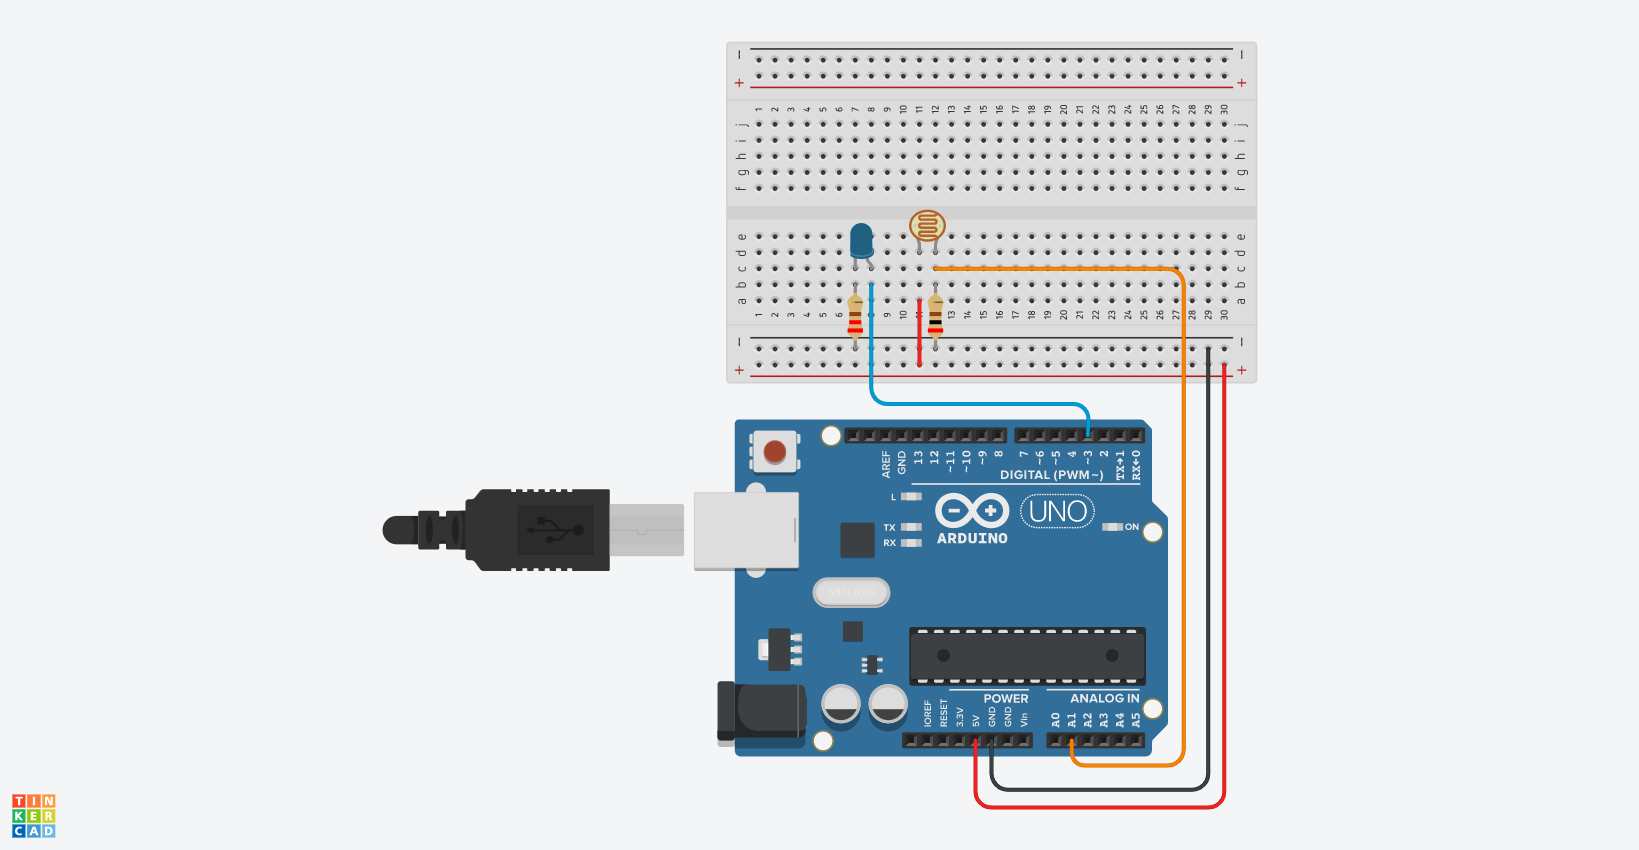 − −
+ +
1 2 3 4 5 6 7 8 9 10 11 12 13 14 15 16 17 18 19 20 21 22 23 24 25 26 27 28 29 30
j j
i i
h h
g g
f f
e e
d d
c c
b b
a a
1 2 3 4 5 6 7 8 9 10 11 12 13 14 15 16 17 18 19 20 21 22 23 24 25 26 27 28 29 30
− −
+ +
AREF GND 13 12 ~11 ~10 ~9 8 7 ~6 ~5 4 ~3 2 TX→1 RX←0
DIGITAL (PWM~)
L
TX
RX
ARDUINO
UNO
ON
POWER ANALOG IN
IOREF RESET 3.3V 5V GND GND Vin A0 A1 A2 A3 A4 A5
TIN
KER
CAD